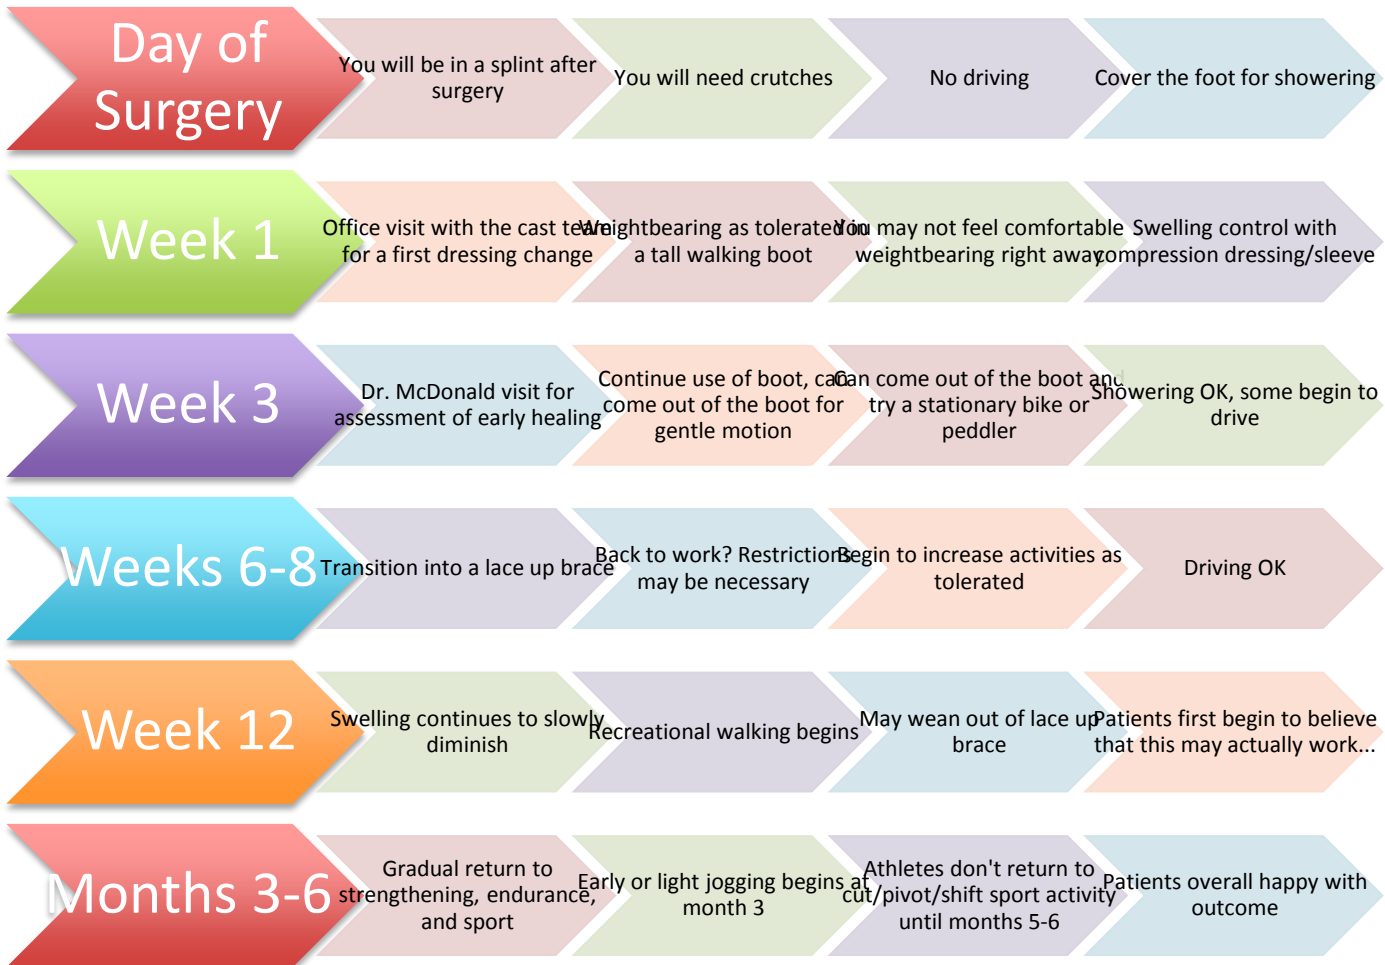 Day of
Surgery
You will be in a splint after
surgery
You will need crutches
No driving
Cover the foot for showering
Week 1
Office visit with the cast team
for a first dressing change
Weightbearing as tolerated in
a tall walking boot
You may not feel comfortable
weightbearing right away
Swelling control with
compression dressing/sleeve
Week 3
Dr. McDonald visit for
assessment of early healing
Continue use of boot, can
come out of the boot for
gentle motion
Can come out of the boot and
try a stationary bike or
peddler
Showering OK, some begin to
drive
Weeks 6-8
Transition into a lace up brace
Back to work? Restrictions
may be necessary
Begin to increase activities as
tolerated
Driving OK
Week 12
Swelling continues to slowly
diminish
Recreational walking begins
May wean out of lace up
brace
Patients first begin to believe
that this may actually work...
Months 3-6
Gradual return to
strengthening, endurance,
and sport
Early or light jogging begins at
month 3
Athletes don't return to
cut/pivot/shift sport activity
until months 5-6
Patients overall happy with
outcome